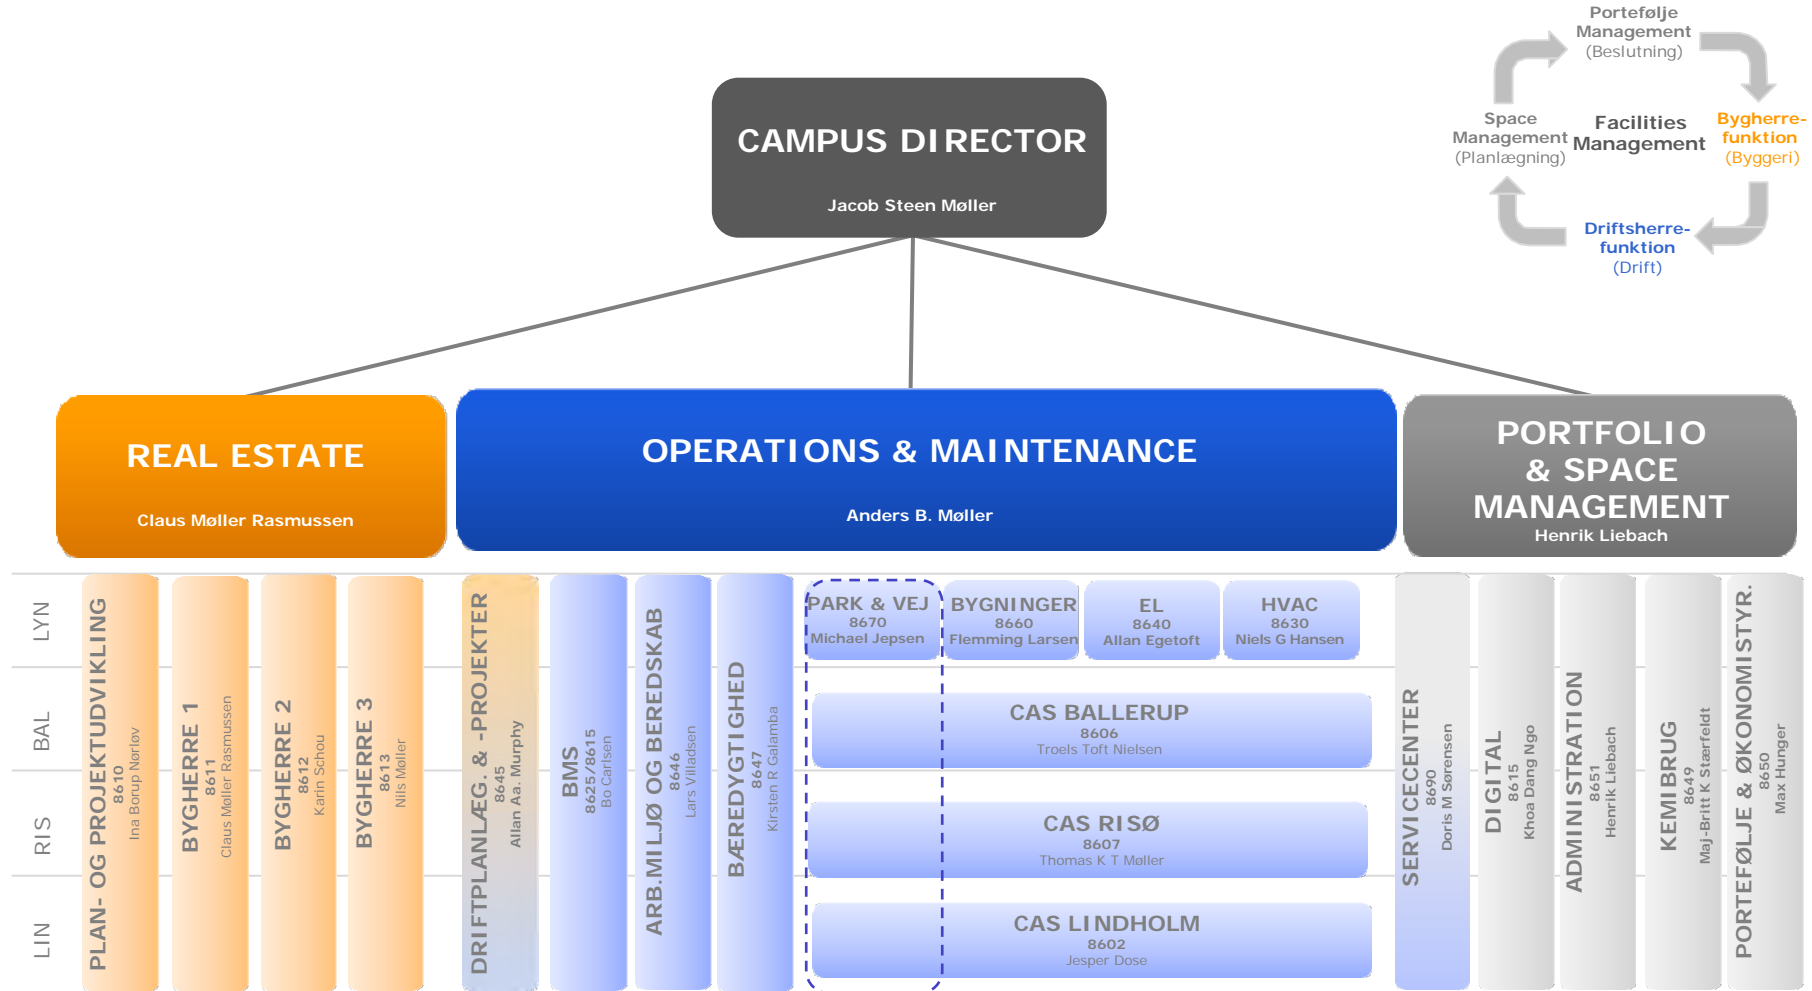 Portefølje
Management
(Beslutning)
Space
Management
(Planlægning)
Facilities
Management
Bygherre-
funktion
(Byggeri)
Driftsherre-
funktion
(Drift)
CAMPUS DIRECTOR
Jacob Steen Møller
REAL ESTATE
Claus Møller Rasmussen
OPERATIONS & MAINTENANCE
Anders B. Møller
PORTFOLIO
& SPACE
MANAGEMENT
Henrik Liebach
LYN
BAL
RIS
LIN
PLAN- OG PROJEKTUDVIKLING
8610
Ina Borup Nørløv
BYGHERRE 1
8611
Claus Møller Rasmussen
BYGHERRE 2
8612
Karin Schou
BYGHERRE 3
8613
Nils Møller
DRIFTPLANLÆG. & -PROJEKTER
8645
Allan Aa. Murphy
BMS
8625/8615
Bo Carlsen
ARB.MILJØ OG BEREDSKAB
8646
Lars Villadsen
BÆREDYGTIGHED
8647
Kirsten R Galamba
PARK & VEJ
8670
Michael Jepsen
BYGNINGER
8660
Flemming Larsen
EL
8640
Allan Egetoft
HVAC
8630
Niels G Hansen
CAS BALLERUP
8606
Troels Toft Nielsen
CAS RISØ
8607
Thomas K T Møller
CAS LINDHOLM
8602
Jesper Dose
SERVICECENTER
8690
Doris M Sørensen
DIGITAL
8615
Khoa Dang Ngo
ADMINISTRATION
8651
Henrik Liebach
KEMIBRUG
8649
Maj-Britt K Stærfeldt
PORTEFØLJE & ØKONOMISTYR.
8650
Max Hunger